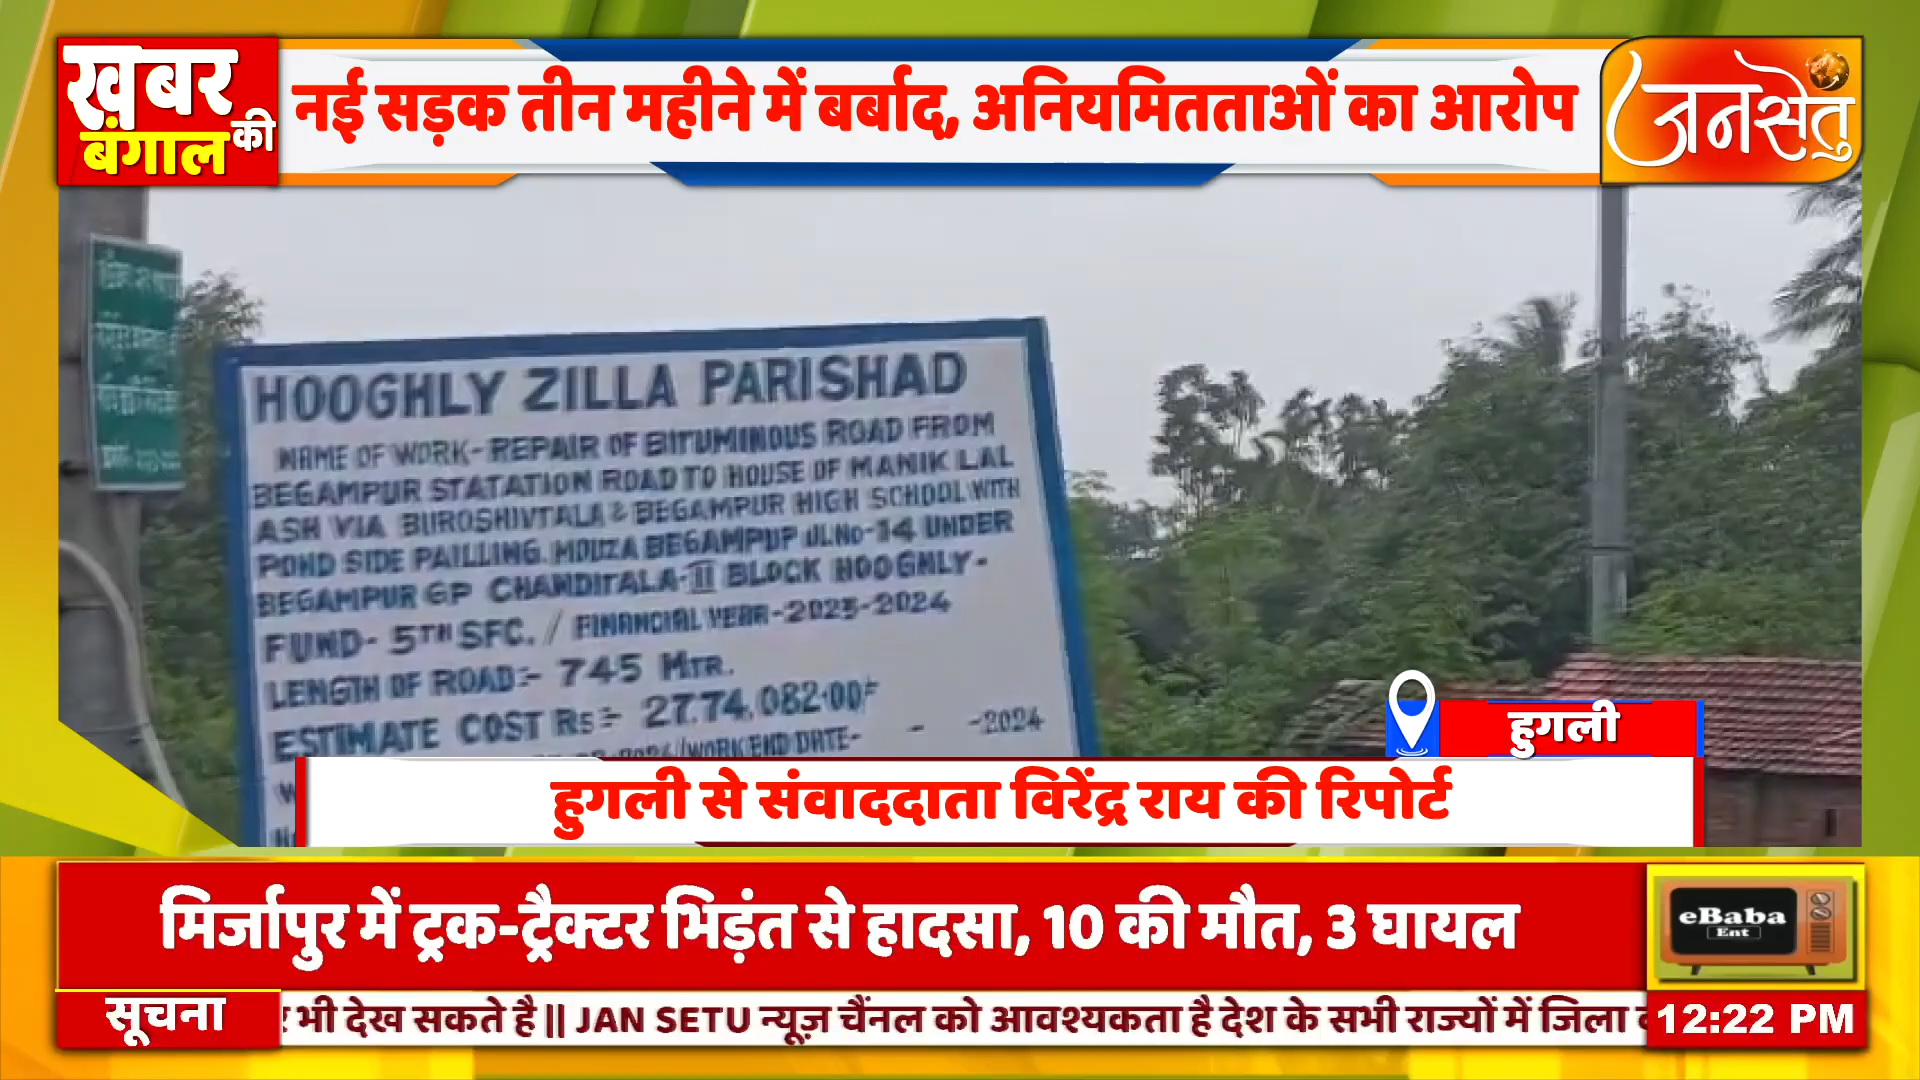 खबर
की
बंगाल
नई सड़क तीन महीने में बर्बाद, अनियमितताओं का आरोप
जनसेतु
HOOGHLY ZILLA PARISHAD
NAME OF WORK- REPAIR OF BITUMINOUS ROAD FROM
BEGAMPUR STATATION ROAD TO HOUSE OF MANIK LAL
ASH VIA BUROSHIVTALA & BEGAMPUR HIGH SCHOOL WITH
POND SIDE PAILLING. MOUZA BEGAMPUR JLNo-14 UNDER
BEGAMPUR GP CHANDITALA-II BLOCK HOOGHLY-
FUND- 5TH SFC. / FINANCIAL YEAR-2023-2024
LENGTH OF ROAD:- 745 MTR.
ESTIMATE COST RS:- 27,74,082.00/-
/WORK END DATE- - -2024
हुगली
हुगली से संवाददाता विरेंद्र राय की रिपोर्ट
मिर्जापुर में ट्रक-ट्रैक्टर भिड़ंत से हादसा, 10 की मौत, 3 घायल
eBaba
Ent
सूचना
भी देख सकते है || JAN SETU न्यूज़ चैंनल को आवश्यकता है देश के सभी राज्यों में जिला
12:22 PM